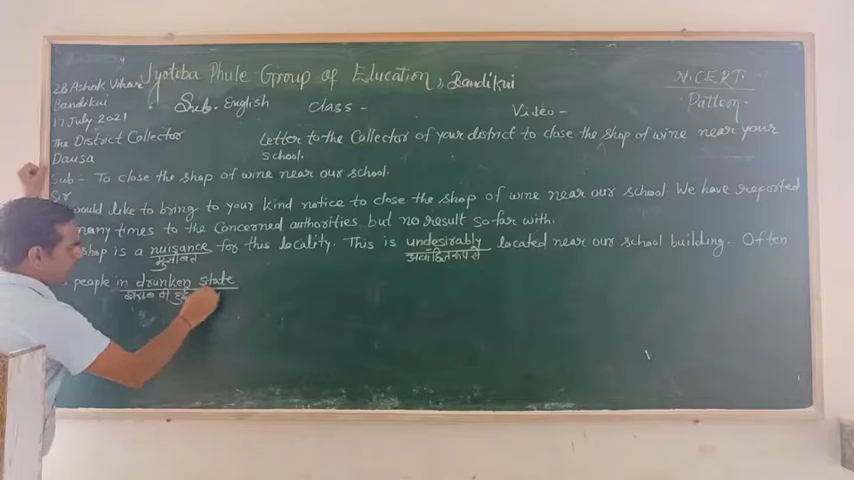 Jyotiba Phule Group of Education, Bandikui
N.C.E.R.T.
Pattern
28 Ashok Vihar
Bandikui
17 July 2021
Sub. English Class - Video -
The District Collector
Dausa
Letter to the Collector of your district to close the shop of wine near your
school.
Sub - To close the shop of wine near our school.
Sir
would like to bring to your kind notice to close the shop of wine near our school. We have reported
many times to the concerned authorities but no result so far with.
shop is a nuisance for this locality. This is undesirably located near our school building. Often
मुसीबत अवांछित रूप से
people in drunken state
शराब पी हुई